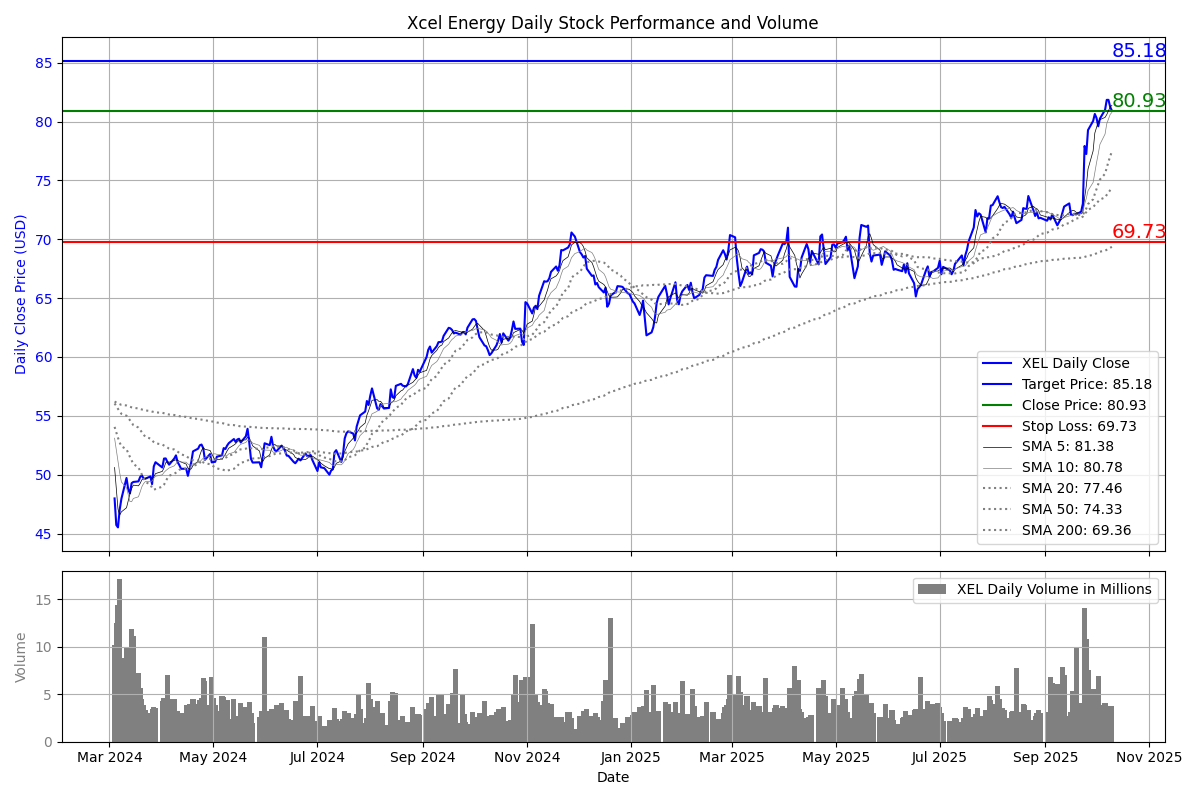 Xcel Energy Daily Stock Performance and Volume
85.18
80.93
69.73
Daily Close Price (USD)
85
80
75
70
65
60
55
50
45
XEL Daily Close
Target Price: 85.18
Close Price: 80.93
Stop Loss: 69.73
SMA 5: 81.38
SMA 10: 80.78
SMA 20: 77.46
SMA 50: 74.33
SMA 200: 69.36
XEL Daily Volume in Millions
Volume
15
10
5
0
Mar 2024 May 2024 Jul 2024 Sep 2024 Nov 2024 Jan 2025 Mar 2025 May 2025 Jul 2025 Sep 2025 Nov 2025
Date